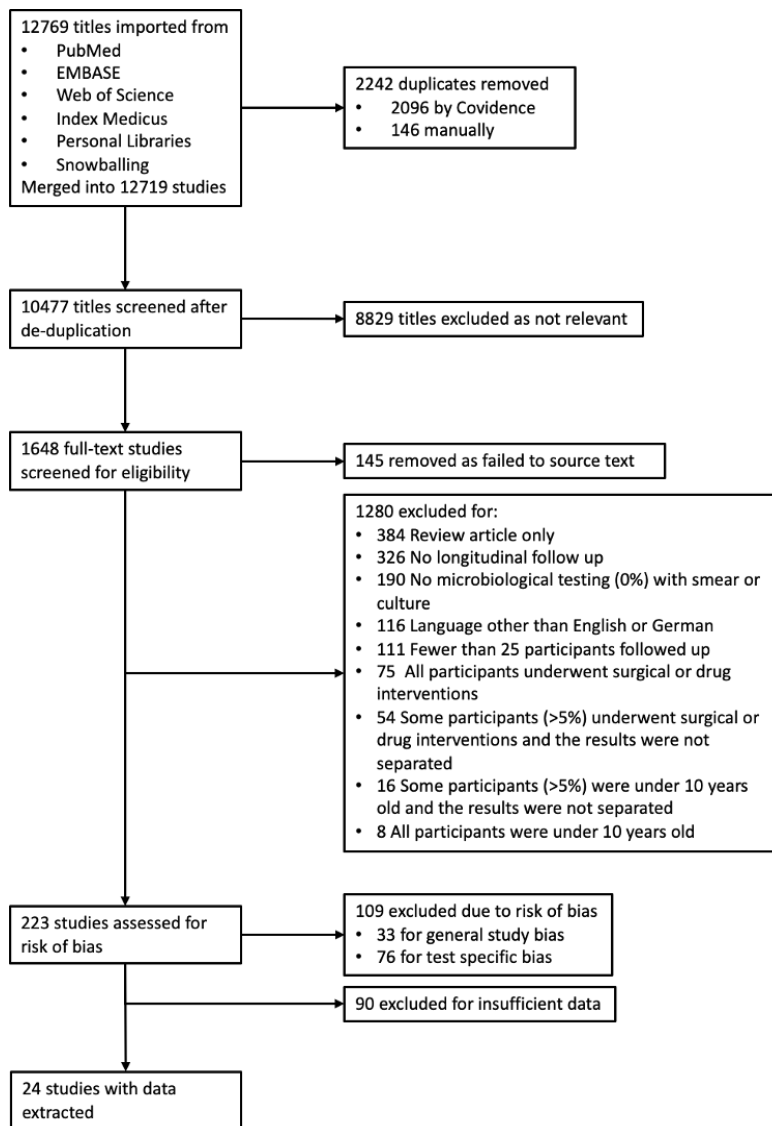 12769 titles imported from
• PubMed
• EMBASE
• Web of Science
• Index Medicus
• Personal Libraries
• Snowballing
Merged into 12719 studies
2242 duplicates removed
• 2096 by Covidence
• 146 manually
10477 titles screened after
de-duplication
8829 titles excluded as not relevant
1648 full-text studies
screened for eligibility
145 removed as failed to source text
1280 excluded for:
• 384 Review article only
• 326 No longitudinal follow up
• 190 No microbiological testing (0%) with smear or
culture
• 116 Language other than English or German
• 111 Fewer than 25 participants followed up
• 75 All participants underwent surgical or drug
interventions
• 54 Some participants (>5%) underwent surgical or
drug interventions and the results were not
separated
• 16 Some participants (>5%) were under 10 years
old and the results were not separated
• 8 All participants were under 10 years old
223 studies assessed for
risk of bias
109 excluded due to risk of bias
• 33 for general study bias
• 76 for test specific bias
90 excluded for insufficient data
24 studies with data
extracted